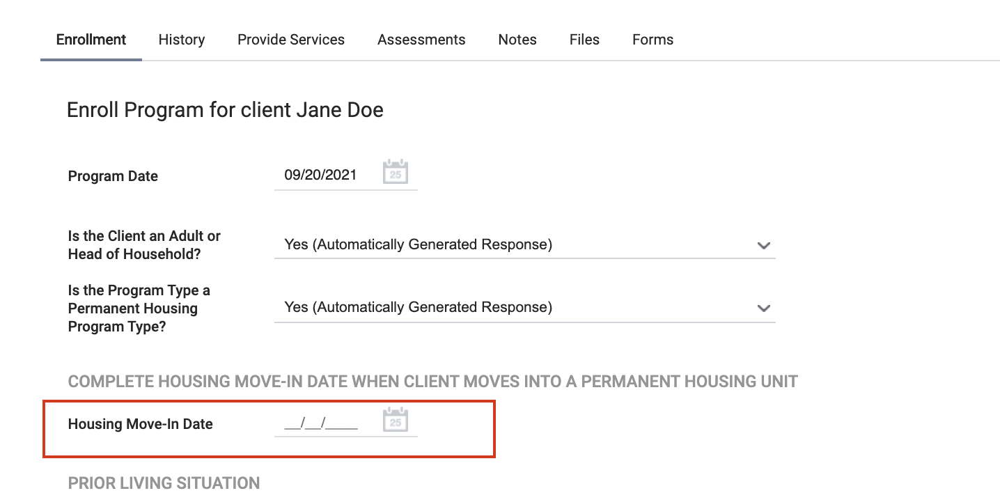 Enrollment History Provide Services Assessments Notes Files Forms
Enroll Program for client Jane Doe
Program Date 09/20/2021 25
Is the Client an Adult or
Head of Household?
Yes (Automatically Generated Response)
Is the Program Type a
Permanent Housing
Program Type?
Yes (Automatically Generated Response)
COMPLETE HOUSING MOVE-IN DATE WHEN CLIENT MOVES INTO A PERMANENT HOUSING UNIT
Housing Move-In Date __/__/____ 25
PRIOR LIVING SITUATION